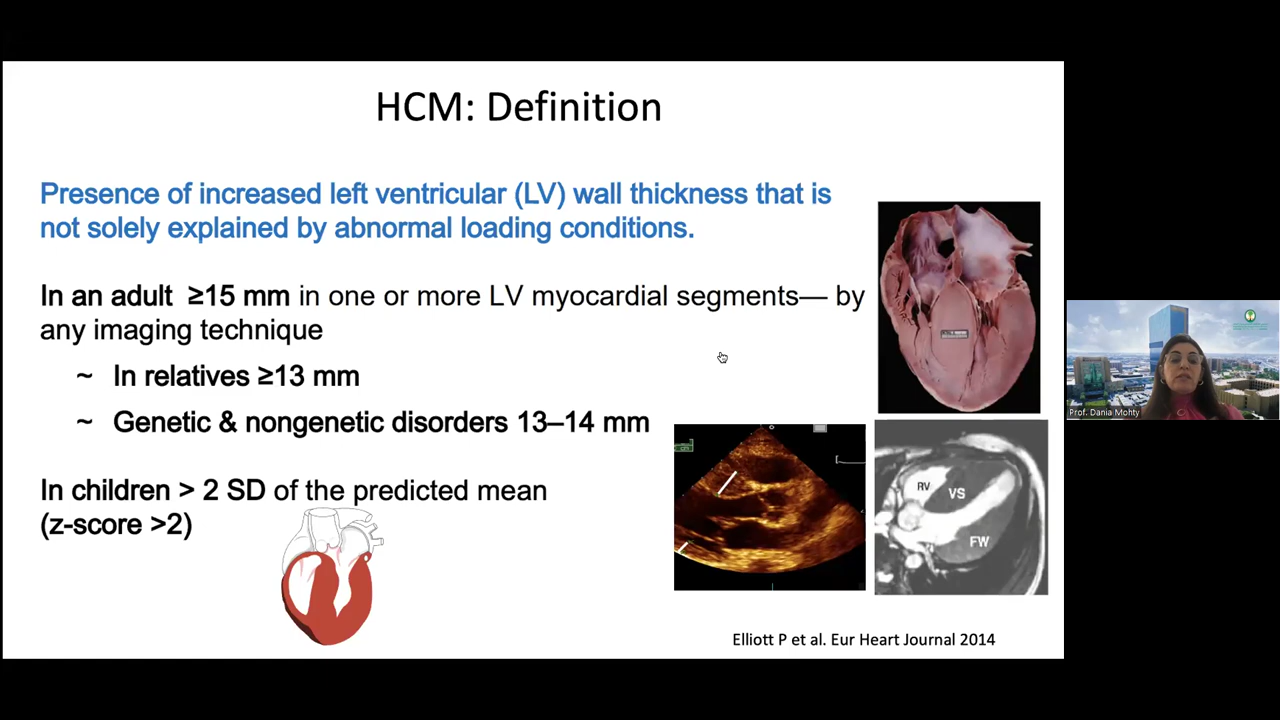 HCM: Definition
Presence of increased left ventricular (LV) wall thickness that is
not solely explained by abnormal loading conditions.
In an adult ≥15 mm in one or more LV myocardial segments— by
any imaging technique
~ In relatives ≥13 mm
~ Genetic & nongenetic disorders 13–14 mm
In children > 2 SD of the predicted mean
(z-score >2)
RV
VS
FW
Elliott P et al. Eur Heart Journal 2014
Prof. Dania Mohty